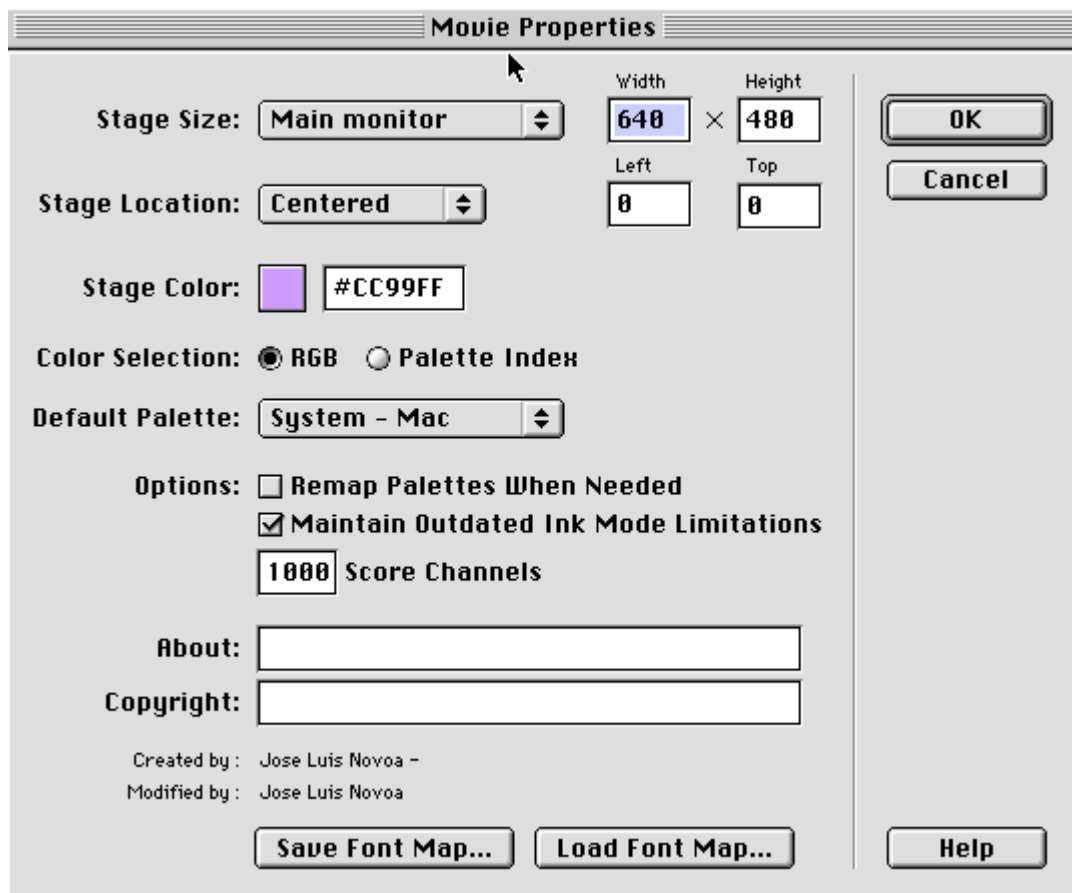 Movie Properties
Width Height
Stage Size: Main monitor 640 × 480 OK
Left Top
Stage Location: Centered 0 0 Cancel
Stage Color: #CC99FF
Color Selection: RGB Palette Index
Default Palette: System - Mac
Options: Remap Palettes When Needed
Maintain Outdated Ink Mode Limitations
1000 Score Channels
About:
Copyright:
Created by: Jose Luis Novoa -
Modified by: Jose Luis Novoa
Save Font Map... Load Font Map... Help